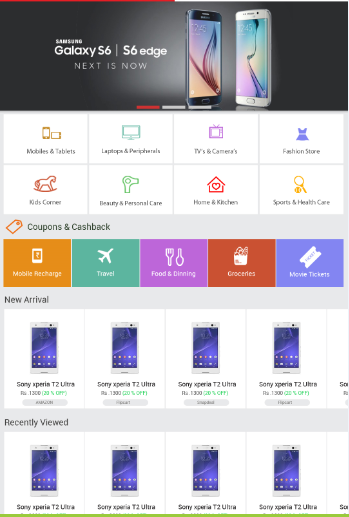 SAMSUNG
Galaxy S6 | S6 edge
NEXT IS NOW
Mobiles & Tablets
Laptops & Peripherals
TV's & Camera's
Fashion Store
Kids Corner
Beauty & Personal Care
Home & Kitchen
Sports & Health Care
Coupons & Cashback
Mobile Recharge
Travel
Food & Dinning
Groceries
Movie Tickets
New Arrival
Sony xperia T2 Ultra
Sony xperia T2 Ultra
Sony xperia T2 Ultra
Sony xperia T2 Ultra
So
Rs. 1300 (20 % OFF)
Rs. 1300 (20 % OFF)
Rs. 1300 (20 % OFF)
Rs. 1300 (20 % OFF)
AMAZON
Flipcart
Snapdeal
Flipcart
Recently Viewed
Sony xperia T2 Ultra
Sony xperia T2 Ultra
Sony xperia T2 Ultra
Sony xperia T2 Ultra
So